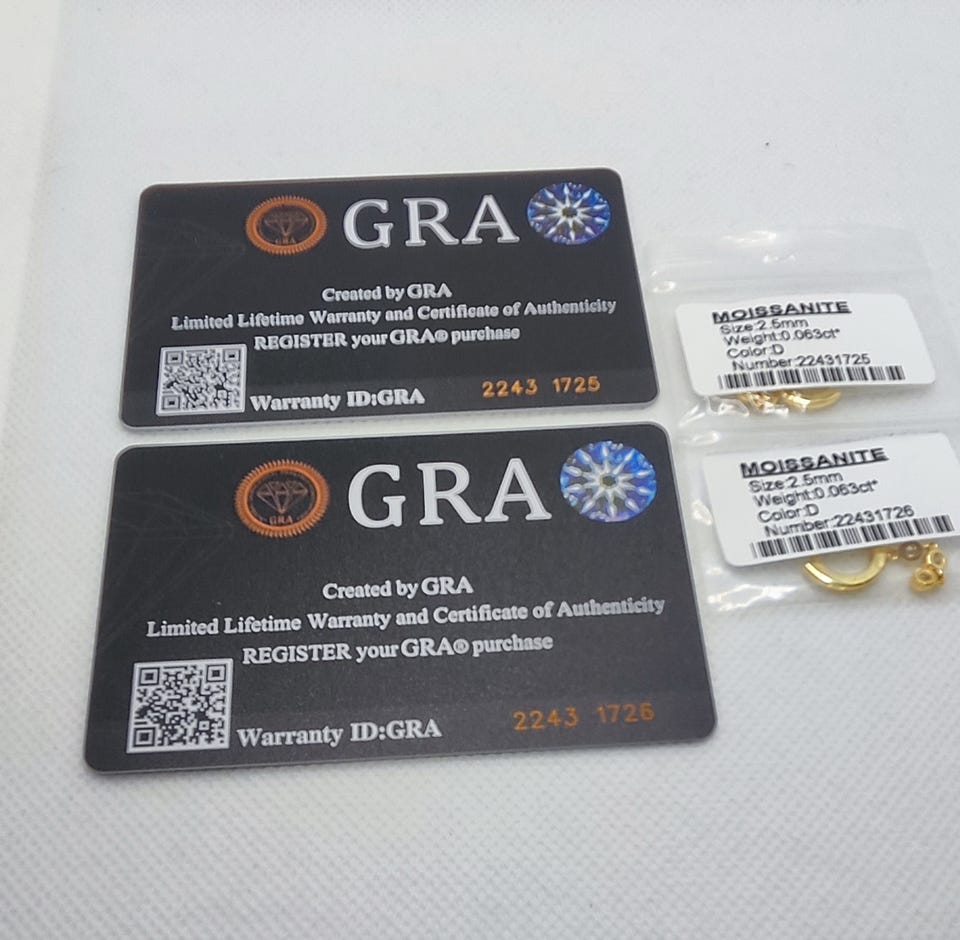 GRA
GRA
Created by GRA
Limited Lifetime Warranty and Certificate of Authenticity
REGISTER your GRA® purchase
Warranty ID:GRA
2243 1725
MOISSANITE
Size:2.5mm
Weight:0.063ct*
Color:D
Number:22431725
GRA
GRA
Created by GRA
Limited Lifetime Warranty and Certificate of Authenticity
REGISTER your GRA® purchase
Warranty ID:GRA
2243 1726
MOISSANITE
Size:2.5mm
Weight:0.063ct*
Color:D
Number:22431726